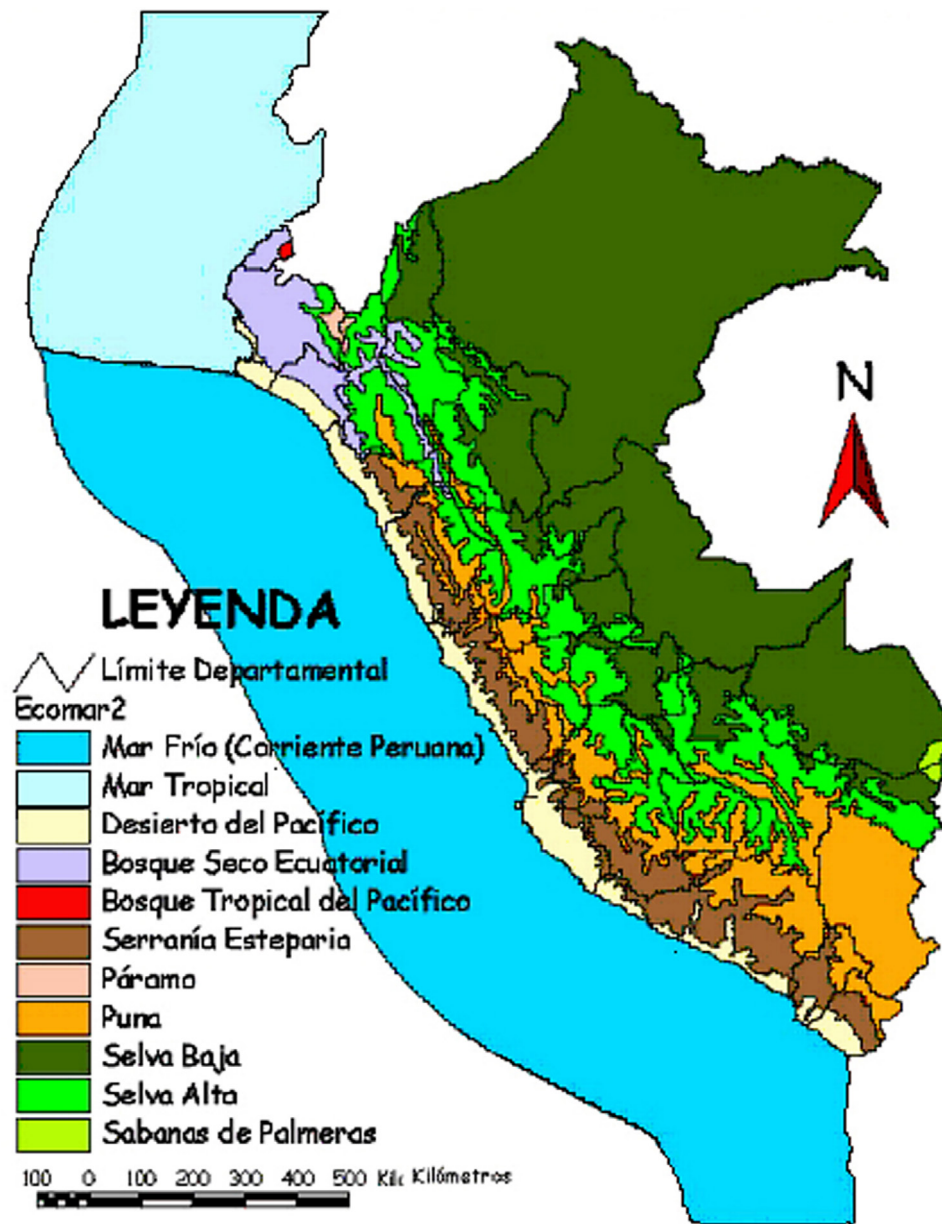 N
LEYENDA
Límite Departamental
Ecomar2
Mar Frío (Corriente Peruana)
Mar Tropical
Desierto del Pacífico
Bosque Seco Ecuatorial
Bosque Tropical del Pacífico
Serranía Esteparia
Páramo
Puna
Selva Baja
Selva Alta
Sabanas de Palmeras
100 0 100 200 300 400 500 Kilómetros